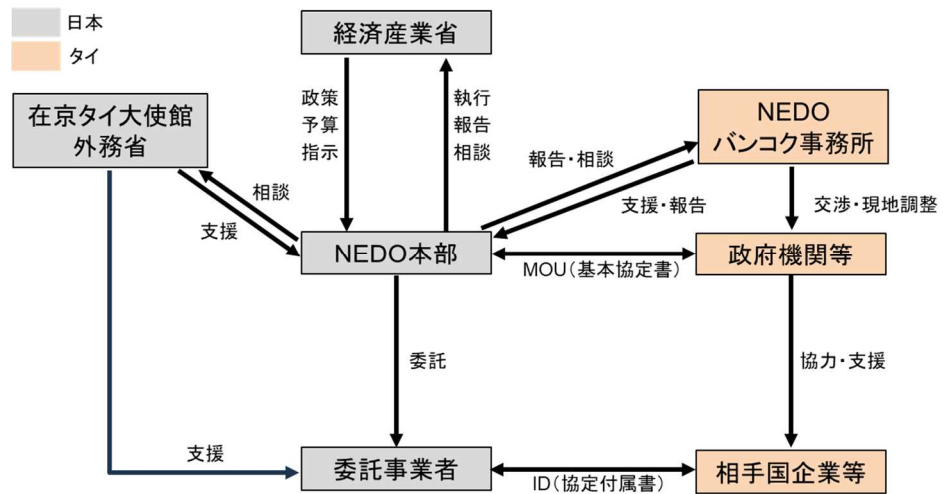 日本
タイ
経済産業省
在京タイ大使館
外務省
政策
予算
指示
執行
報告
相談
NEDO
バンコク事務所
報告・相談
支援・報告
相談
支援
交渉・現地調整
NEDO本部
MOU（基本協定書）
政府機関等
委託
協力・支援
支援
委託事業者
ID（協定付属書）
相手国企業等